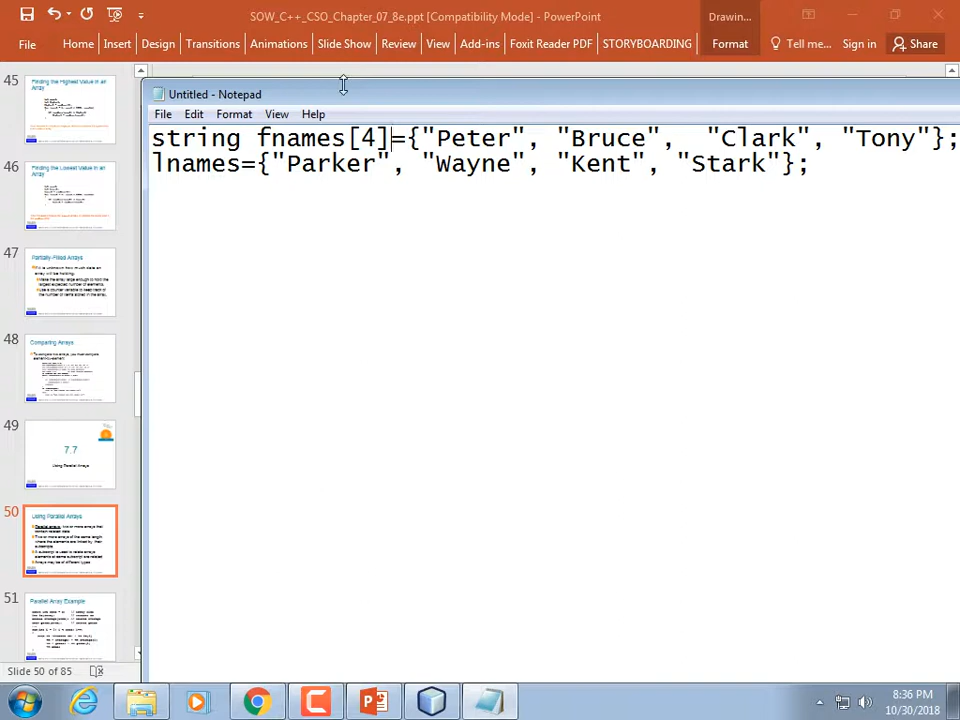 SOW_C++_CSO_Chapter_07_8e.ppt [Compatibility Mode] - PowerPoint
Drawin...
File Home Insert Design Transitions Animations Slide Show Review View Add-ins Foxit Reader PDF STORYBOARDING Format Tell me... Sign in Share
Untitled - Notepad
File Edit Format View Help
string fnames[4]={"Peter", "Bruce", "Clark", "Tony"};
lnames={"Parker", "Wayne", "Kent", "Stark"};
45
Finding the Highest Value in an
Array
46
Finding the Lowest Value in an
Array
47
Partially-Filled Arrays
48
Comparing Arrays
49
7.7
Using Parallel Arrays
50
Using Parallel Arrays
51
Parallel Array Example
Slide 50 of 85
8:36 PM
10/30/2018